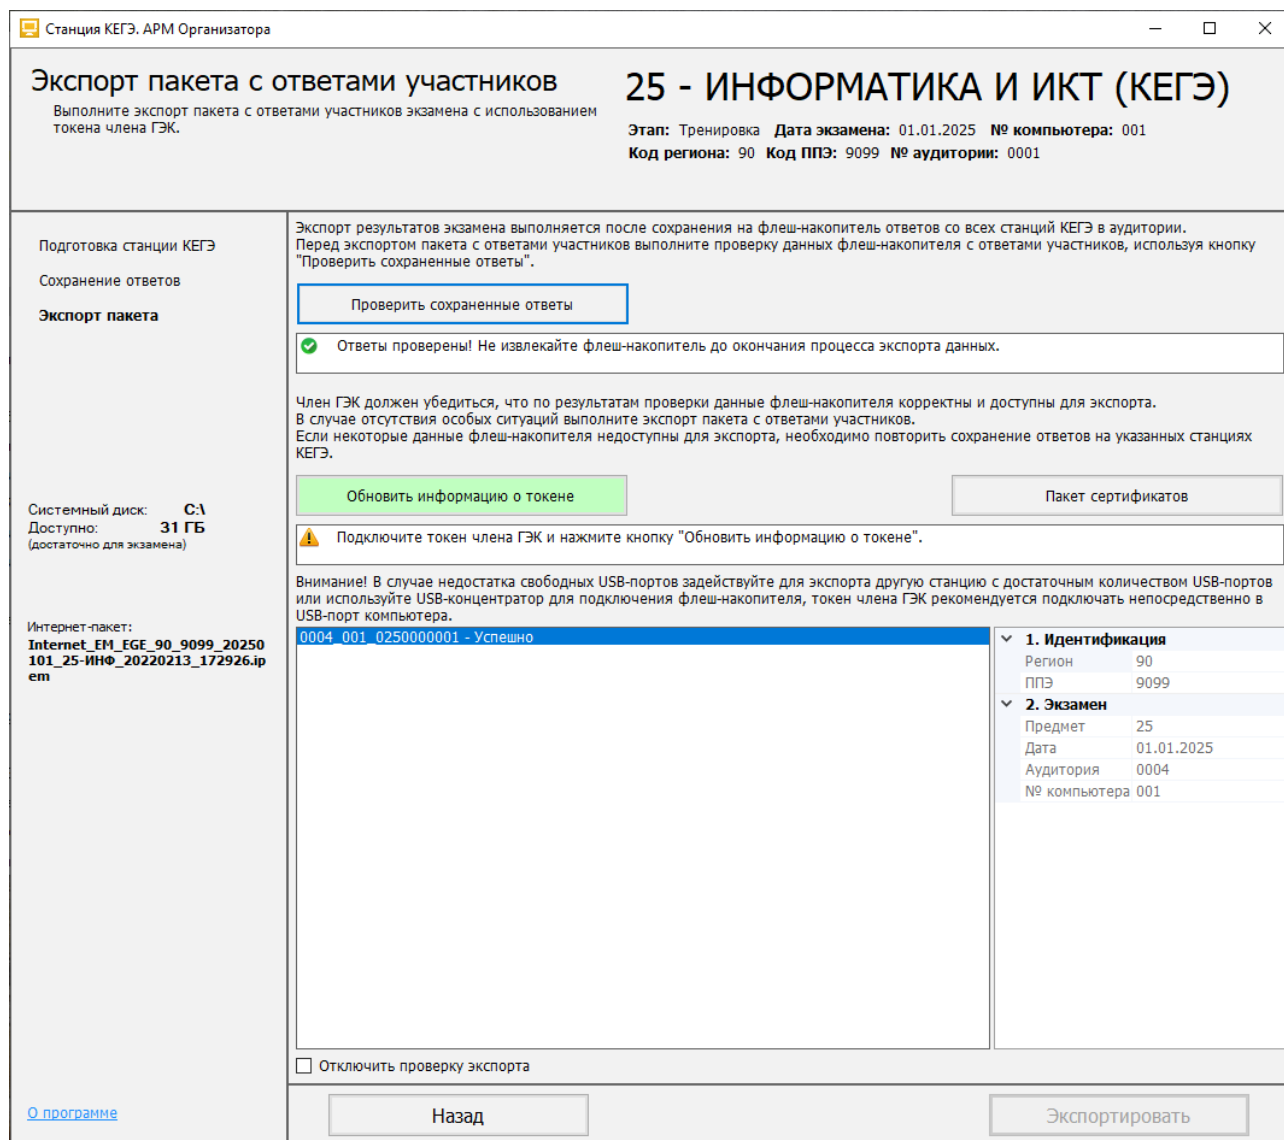 Станция КЕГЭ. АРМ Организатора
Экспорт пакета с ответами участников
Выполните экспорт пакета с ответами участников экзамена с использованием
токена члена ГЭК.
25 - ИНФОРМАТИКА И ИКТ (КЕГЭ)
Этап: Тренировка Дата экзамена: 01.01.2025 № компьютера: 001
Код региона: 90 Код ППЭ: 9099 № аудитории: 0001
Подготовка станции КЕГЭ
Сохранение ответов
Экспорт пакета
Системный диск: C:\
Доступно: 31 ГБ
(достаточно для экзамена)
Интернет-пакет:
Internet_EM_EGE_90_9099_20250
101_25-ИНФ_20220213_172926.ip
em
О программе
Экспорт результатов экзамена выполняется после сохранения на флеш-накопитель ответов со всех станций КЕГЭ в аудитории.
Перед экспортом пакета с ответами участников выполните проверку данных флеш-накопителя с ответами участников, используя кнопку
"Проверить сохраненные ответы".
Проверить сохраненные ответы
Ответы проверены! Не извлекайте флеш-накопитель до окончания процесса экспорта данных.
Член ГЭК должен убедиться, что по результатам проверки данные флеш-накопителя корректны и доступны для экспорта.
В случае отсутствия особых ситуаций выполните экспорт пакета с ответами участников.
Если некоторые данные флеш-накопителя недоступны для экспорта, необходимо повторить сохранение ответов на указанных станциях
КЕГЭ.
Обновить информацию о токене
Пакет сертификатов
Подключите токен члена ГЭК и нажмите кнопку "Обновить информацию о токене".
Внимание! В случае недостатка свободных USB-портов задействуйте для экспорта другую станцию с достаточным количеством USB-портов
или используйте USB-концентратор для подключения флеш-накопителя, токен члена ГЭК рекомендуется подключать непосредственно в
USB-порт компьютера.
0004_001_0250000001 - Успешно
1. Идентификация
Регион 90
ППЭ 9099
2. Экзамен
Предмет 25
Дата 01.01.2025
Аудитория 0004
№ компьютера 001
Отключить проверку экспорта
Назад
Экспортировать